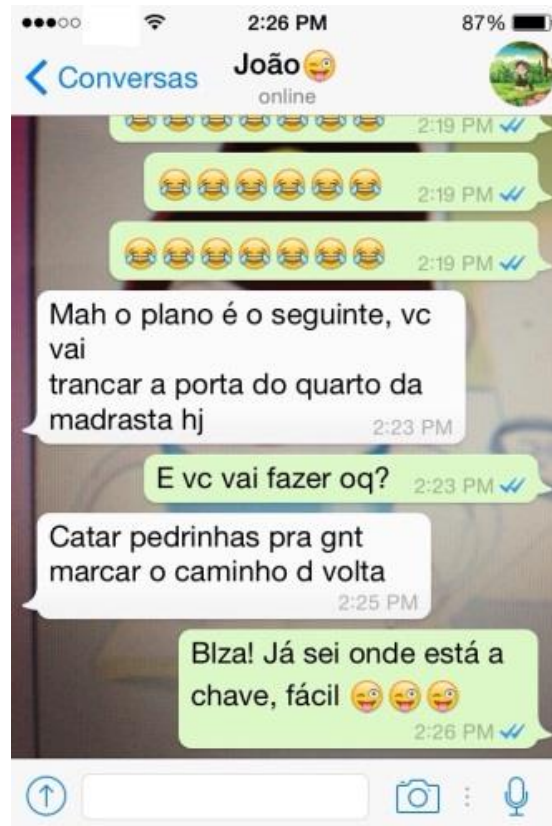 2:26 PM
87%
Conversas
João😜
online
😂😂😂😂😂😂😂 2:19 PM
😂😂😂😂😂😂 2:19 PM
😂😂😂😂😂😂😂 2:19 PM
Mah o plano é o seguinte, vc
vai
trancar a porta do quarto da
madrasta hj
2:23 PM
E vc vai fazer oq? 2:23 PM
Catar pedrinhas pra gnt
marcar o caminho d volta
2:25 PM
Blza! Já sei onde está a
chave, fácil 😜😜😜
2:26 PM